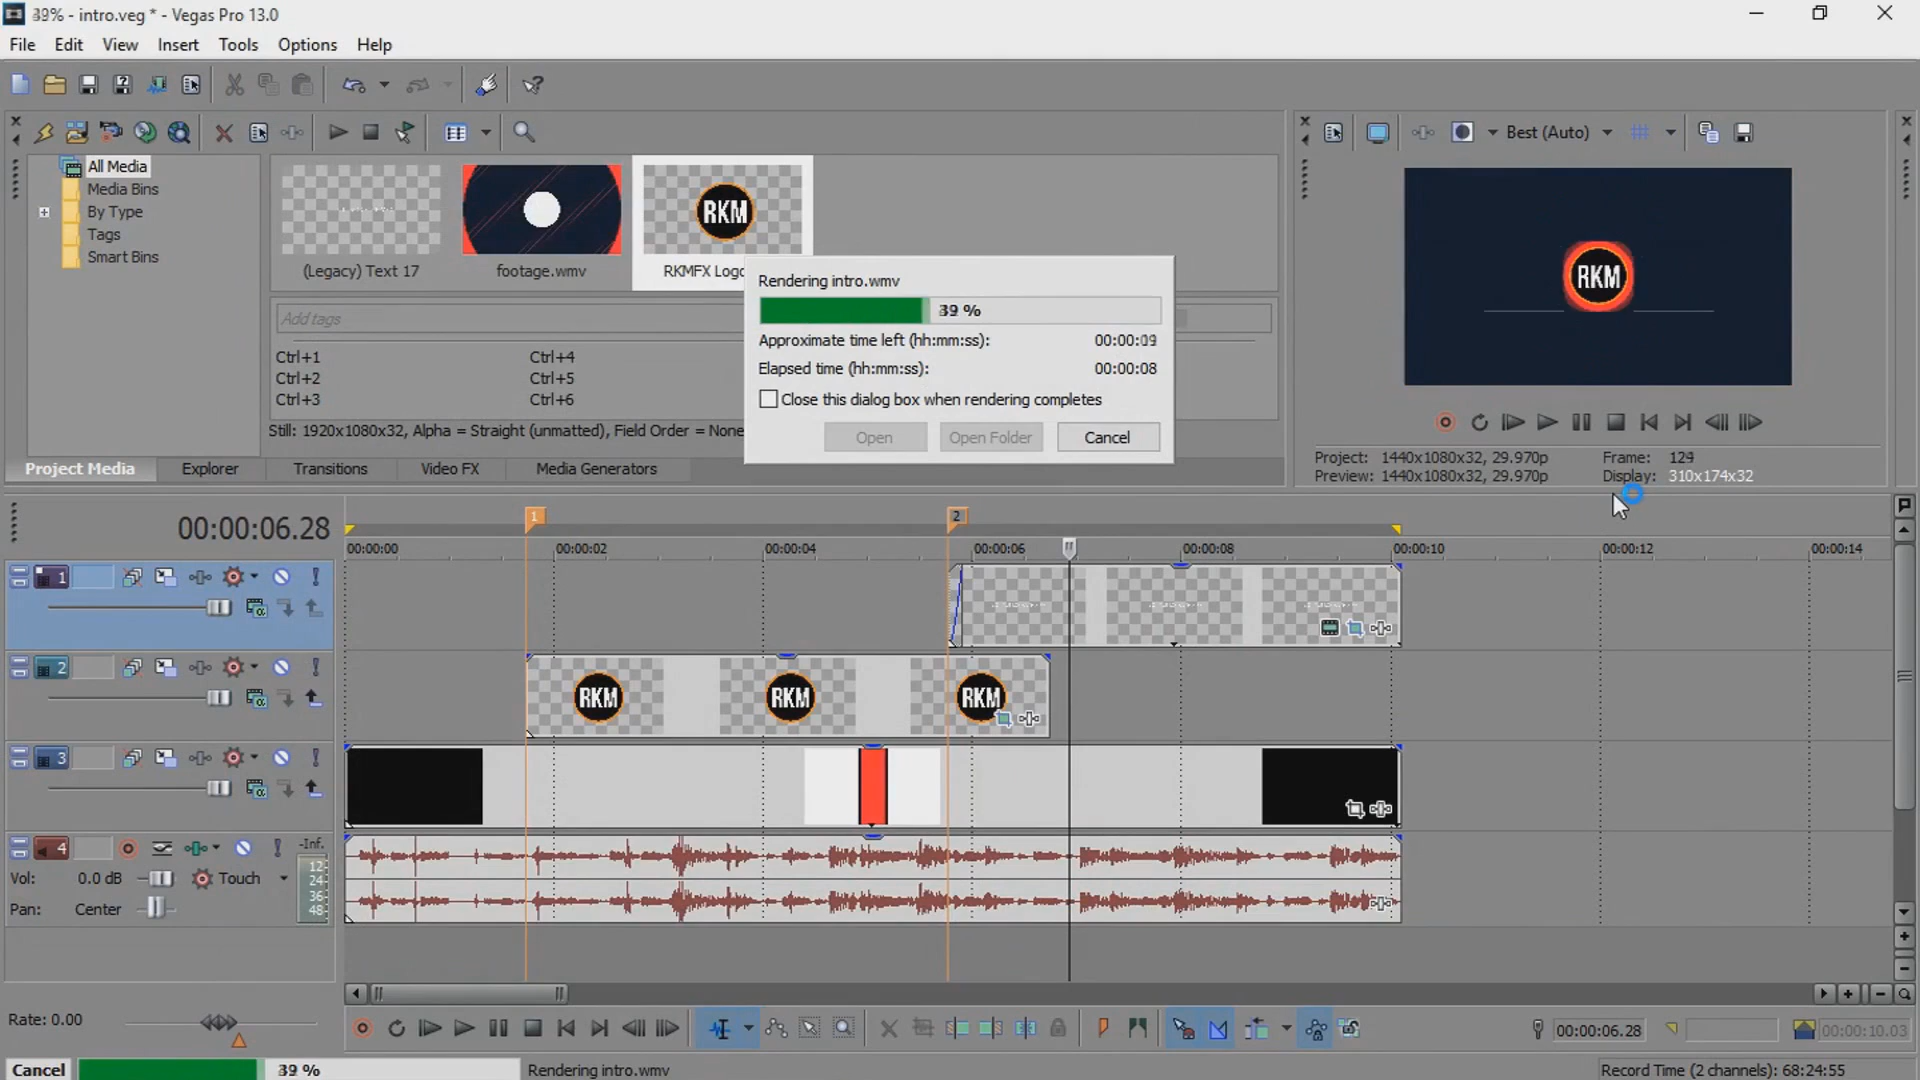 39% - intro.veg * - Vegas Pro 13.0
File Edit View Insert Tools Options Help
All Media
Media Bins
By Type
Tags
Smart Bins
RKM
(Legacy) Text 17
footage.wmv
RKMFX Logo
Add tags
Ctrl+1 Ctrl+4
Ctrl+2 Ctrl+5
Ctrl+3 Ctrl+6
Still: 1920x1080x32, Alpha = Straight (unmatted), Field Order = None
Project Media Explorer Transitions Video FX Media Generators
Rendering intro.wmv
39 %
Approximate time left (hh:mm:ss): 00:00:09
Elapsed time (hh:mm:ss): 00:00:08
Close this dialog box when rendering completes
Open Open Folder Cancel
Best (Auto)
RKM
Project: 1440x1080x32, 29.970p Frame: 129
Preview: 1440x1080x32, 29.970p Display: 310x174x32
00:00:06.28
1 2
00:00:00 00:00:02 00:00:04 00:00:06 00:00:08 00:00:10 00:00:12 00:00:14
1
2
RKM RKM RKM
3
4
-Inf.
12
24
36
48
Vol: 0.0 dB Touch
Pan: Center
Rate: 0.00
00:00:06.28 00:00:10.03
Cancel 39 % Rendering intro.wmv Record Time (2 channels): 68:24:55